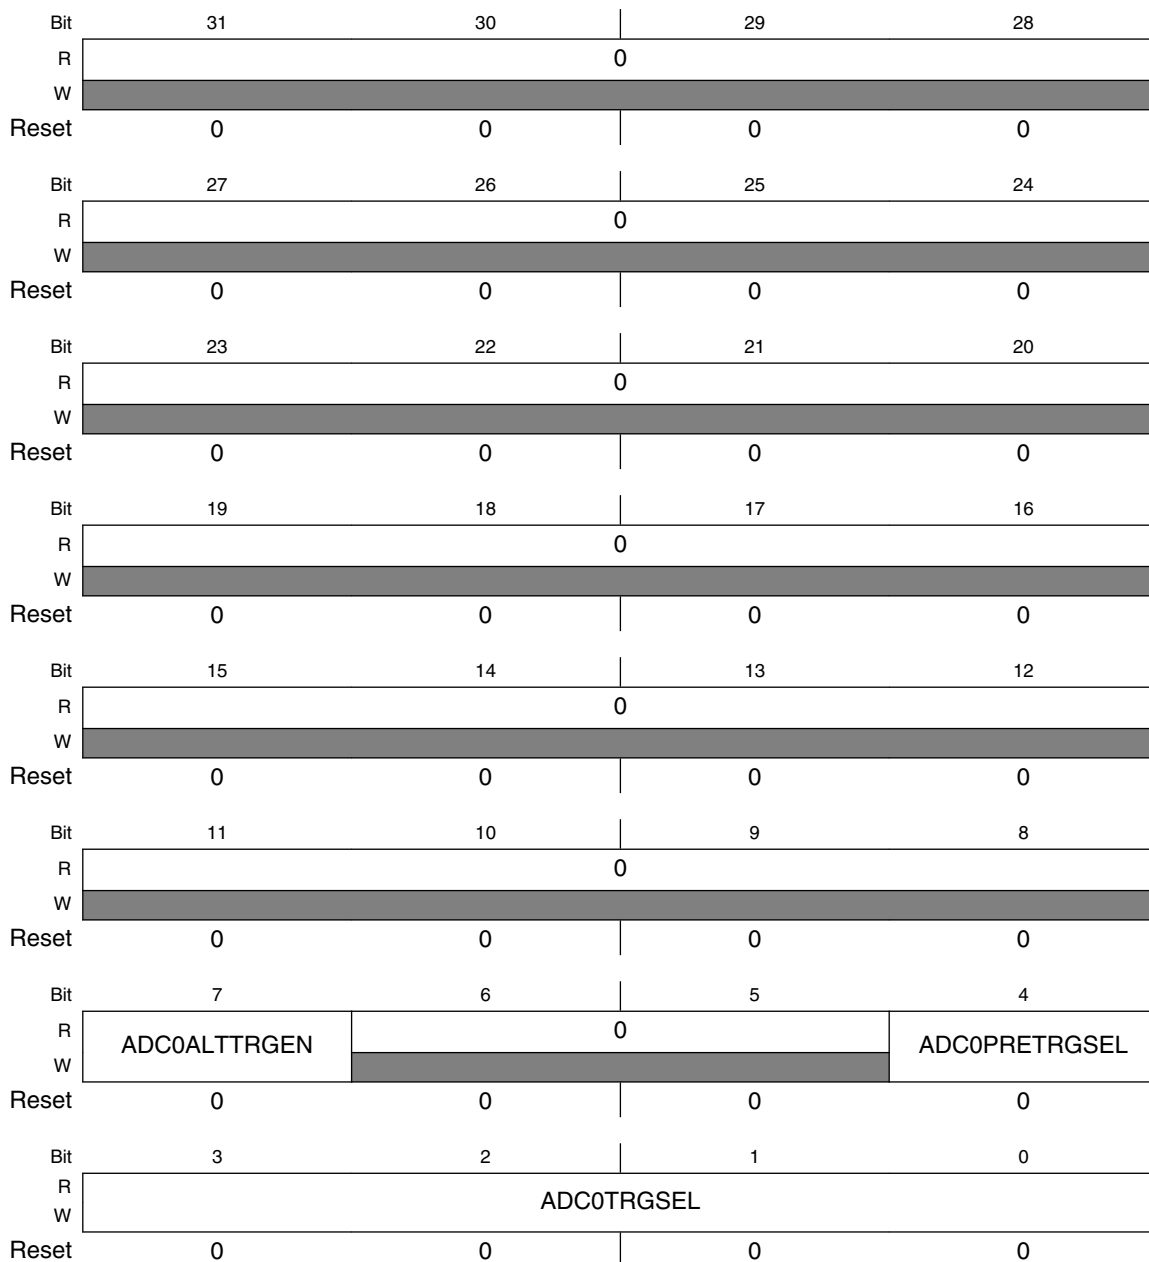 Bit 31 30 29 28
R 0
W
Reset 0 0 0 0
Bit 27 26 25 24
R 0
W
Reset 0 0 0 0
Bit 23 22 21 20
R 0
W
Reset 0 0 0 0
Bit 19 18 17 16
R 0
W
Reset 0 0 0 0
Bit 15 14 13 12
R 0
W
Reset 0 0 0 0
Bit 11 10 9 8
R 0
W
Reset 0 0 0 0
Bit 7 6 5 4
R ADC0ALTTRGEN 0 ADC0PRETRGSEL
W
Reset 0 0 0 0
Bit 3 2 1 0
R ADC0TRGSEL
W
Reset 0 0 0 0